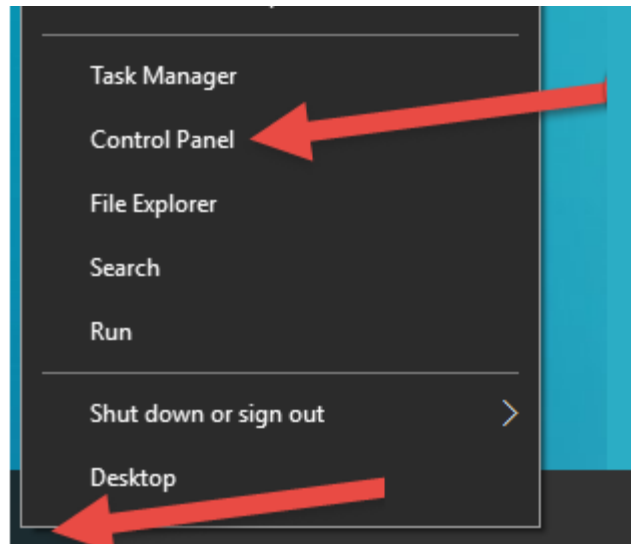 Task Manager
Control Panel
File Explorer
Search
Run
Shut down or sign out
Desktop